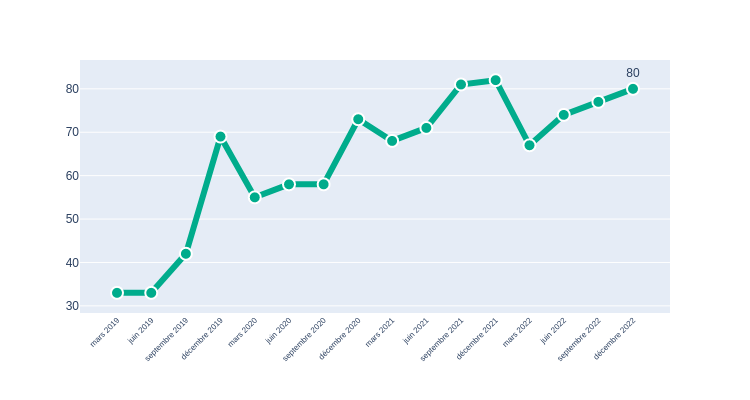 80
80
70
60
50
40
30
mars 2019
juin 2019
septembre 2019
décembre 2019
mars 2020
juin 2020
septembre 2020
décembre 2020
mars 2021
juin 2021
septembre 2021
décembre 2021
mars 2022
juin 2022
septembre 2022
décembre 2022